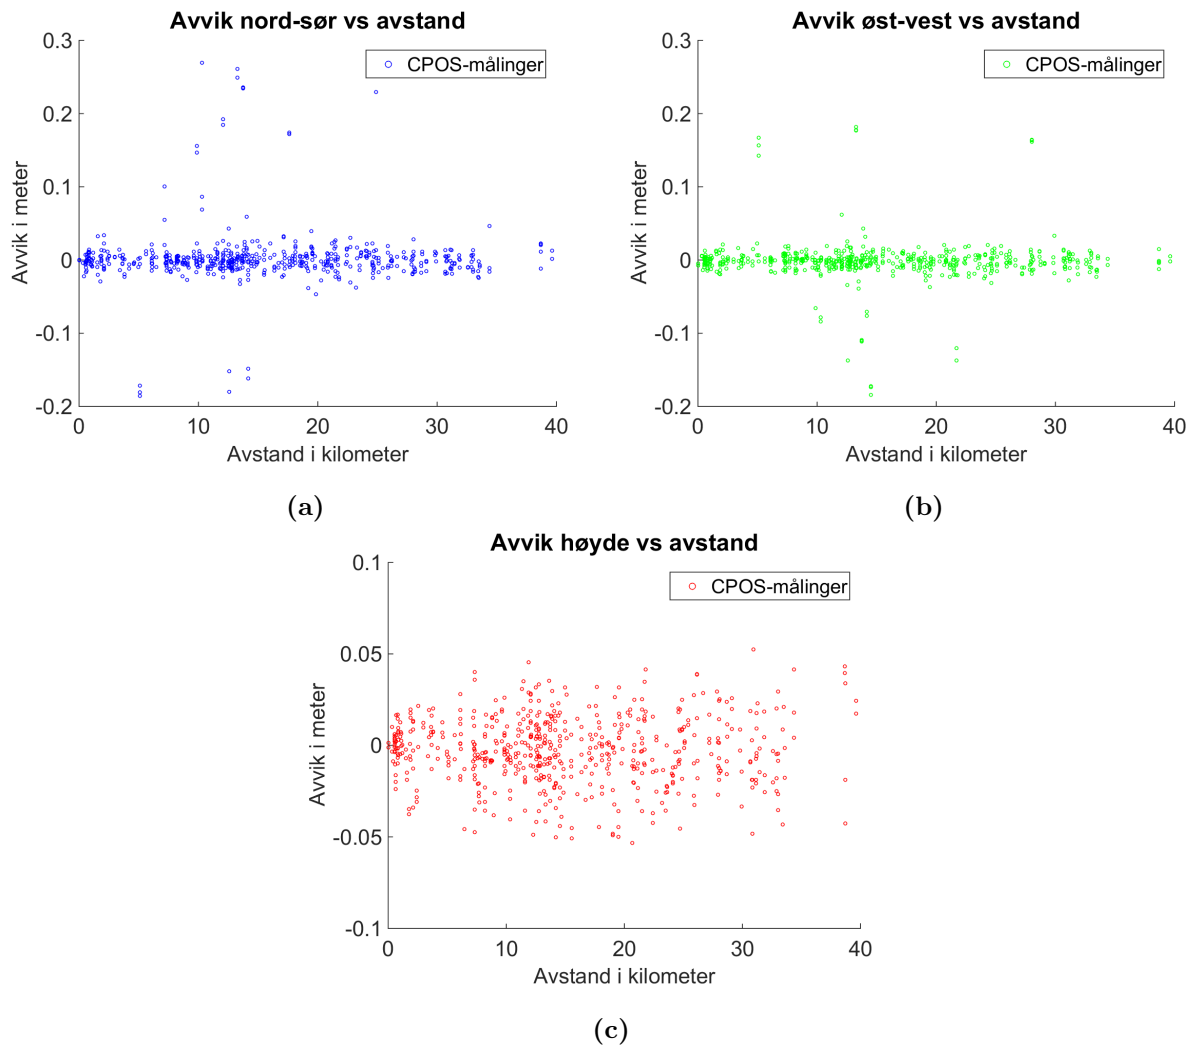 Avvik nord-sør vs avstand
CPOS-målinger
0.3
0.2
0.1
0
-0.1
-0.2
Avvik i meter
0 10 20 30 40
Avstand i kilometer
(a)
Avvik øst-vest vs avstand
CPOS-målinger
0.3
0.2
0.1
0
-0.1
-0.2
Avvik i meter
0 10 20 30 40
Avstand i kilometer
(b)
Avvik høyde vs avstand
CPOS-målinger
0.1
0.05
0
-0.05
-0.1
Avvik i meter
0 10 20 30 40
Avstand i kilometer
(c)